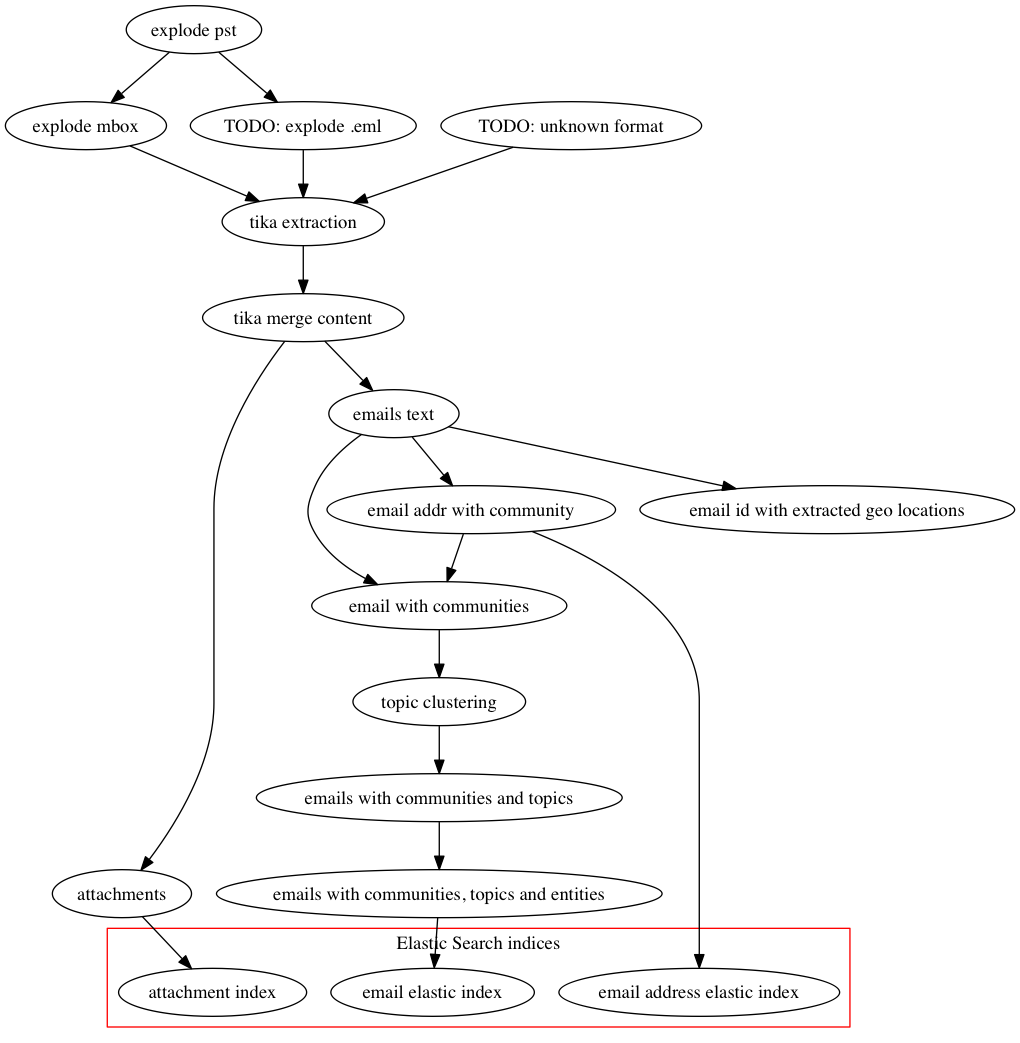 explode pst
explode mbox
TODO: explode .eml
TODO: unknown format
tika extraction
tika merge content
emails text
email addr with community
email id with extracted geo locations
email with communities
topic clustering
emails with communities and topics
attachments
emails with communities, topics and entities
Elastic Search indices
attachment index
email elastic index
email address elastic index